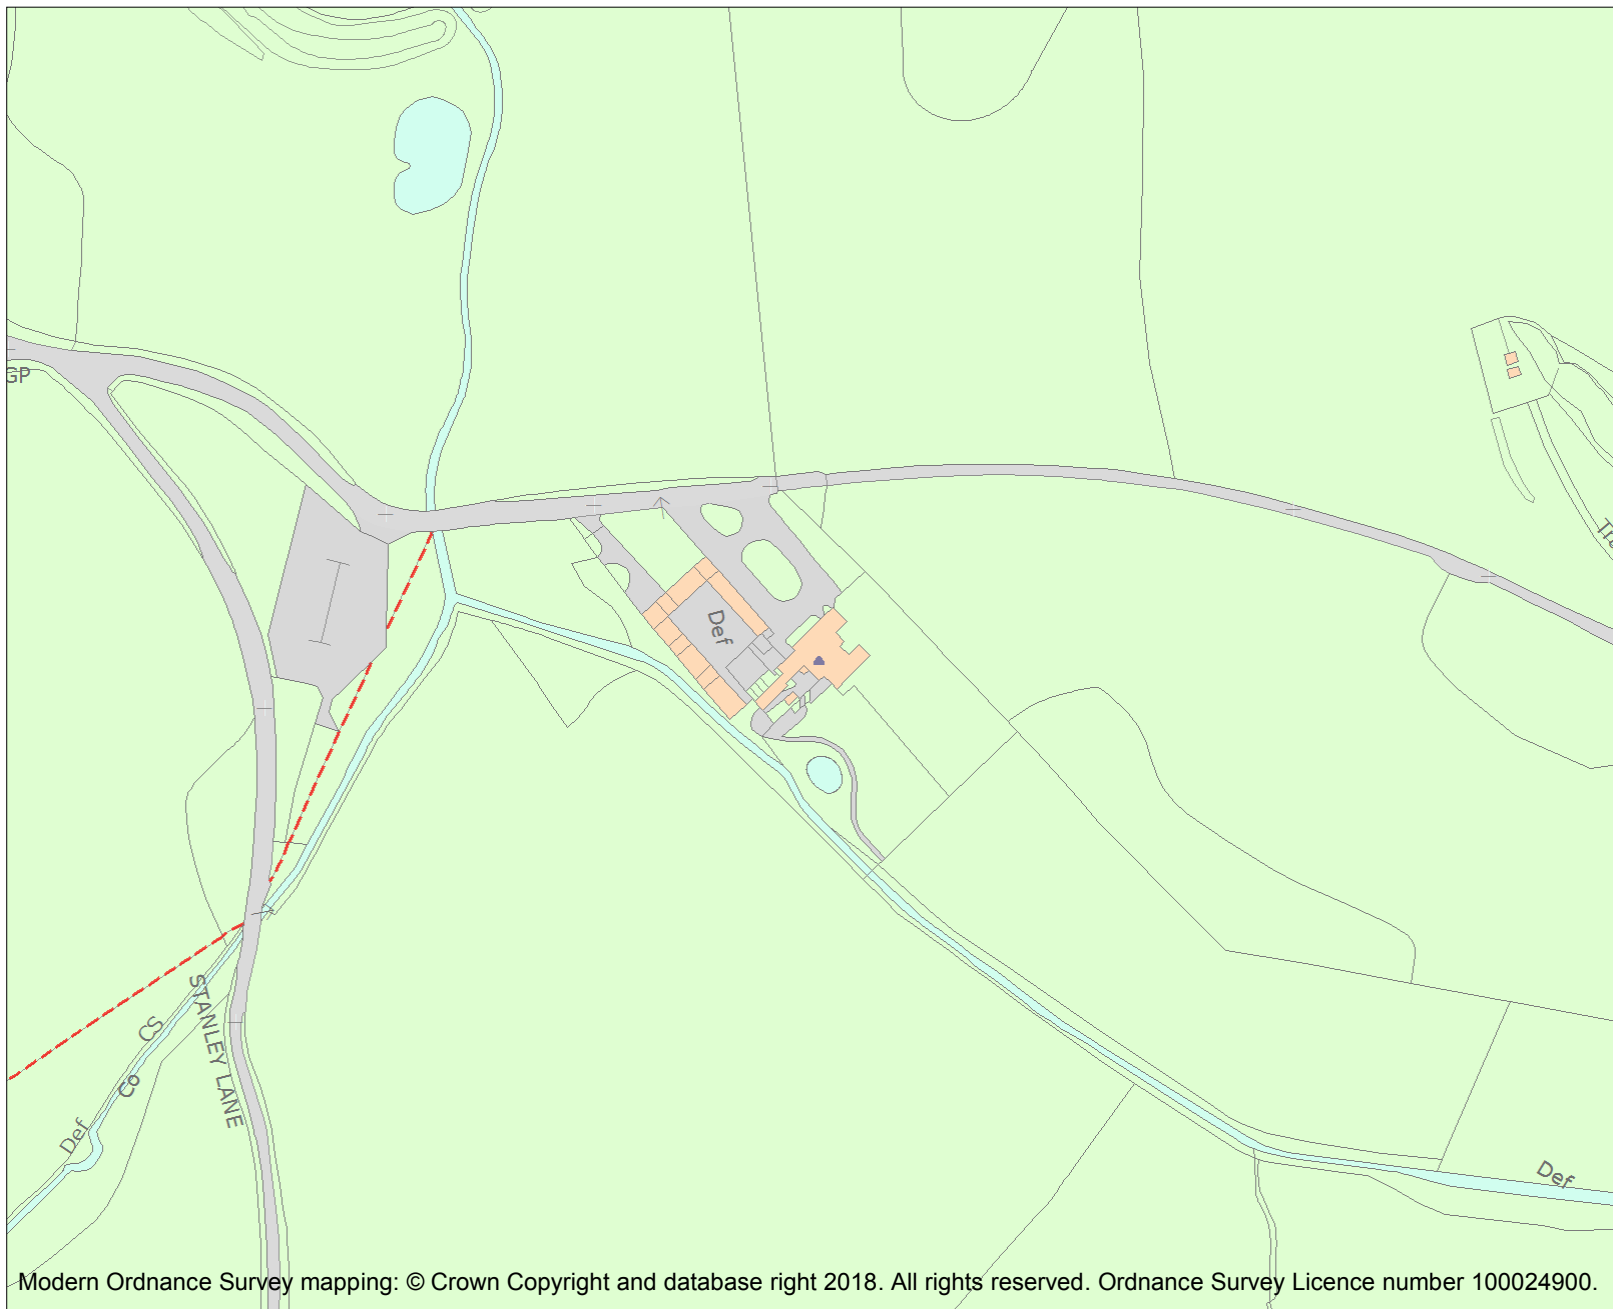 GP
Def
Tra
STANLEY LANE
CS
Co
Def
Def
Modern Ordnance Survey mapping: © Crown Copyright and database right 2018. All rights reserved. Ordnance Survey Licence number 100024900.